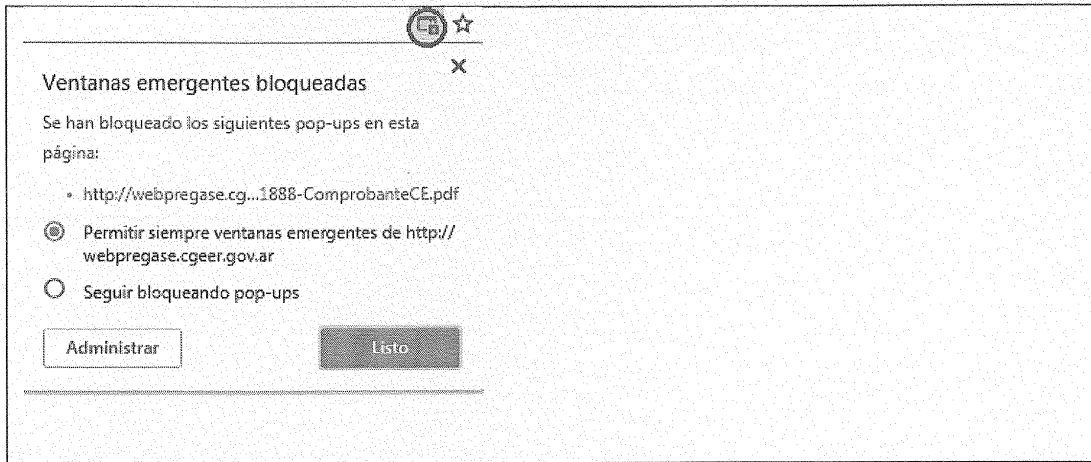 Ventanas emergentes bloqueadas
Se han bloqueado los siguientes pop-ups en esta
página:
• http://webpregase.cg...1888-ComprobanteCE.pdf
Permitir siempre ventanas emergentes de http://
webpregase.cgeer.gov.ar
Seguir bloqueando pop-ups
Administrar
Listo